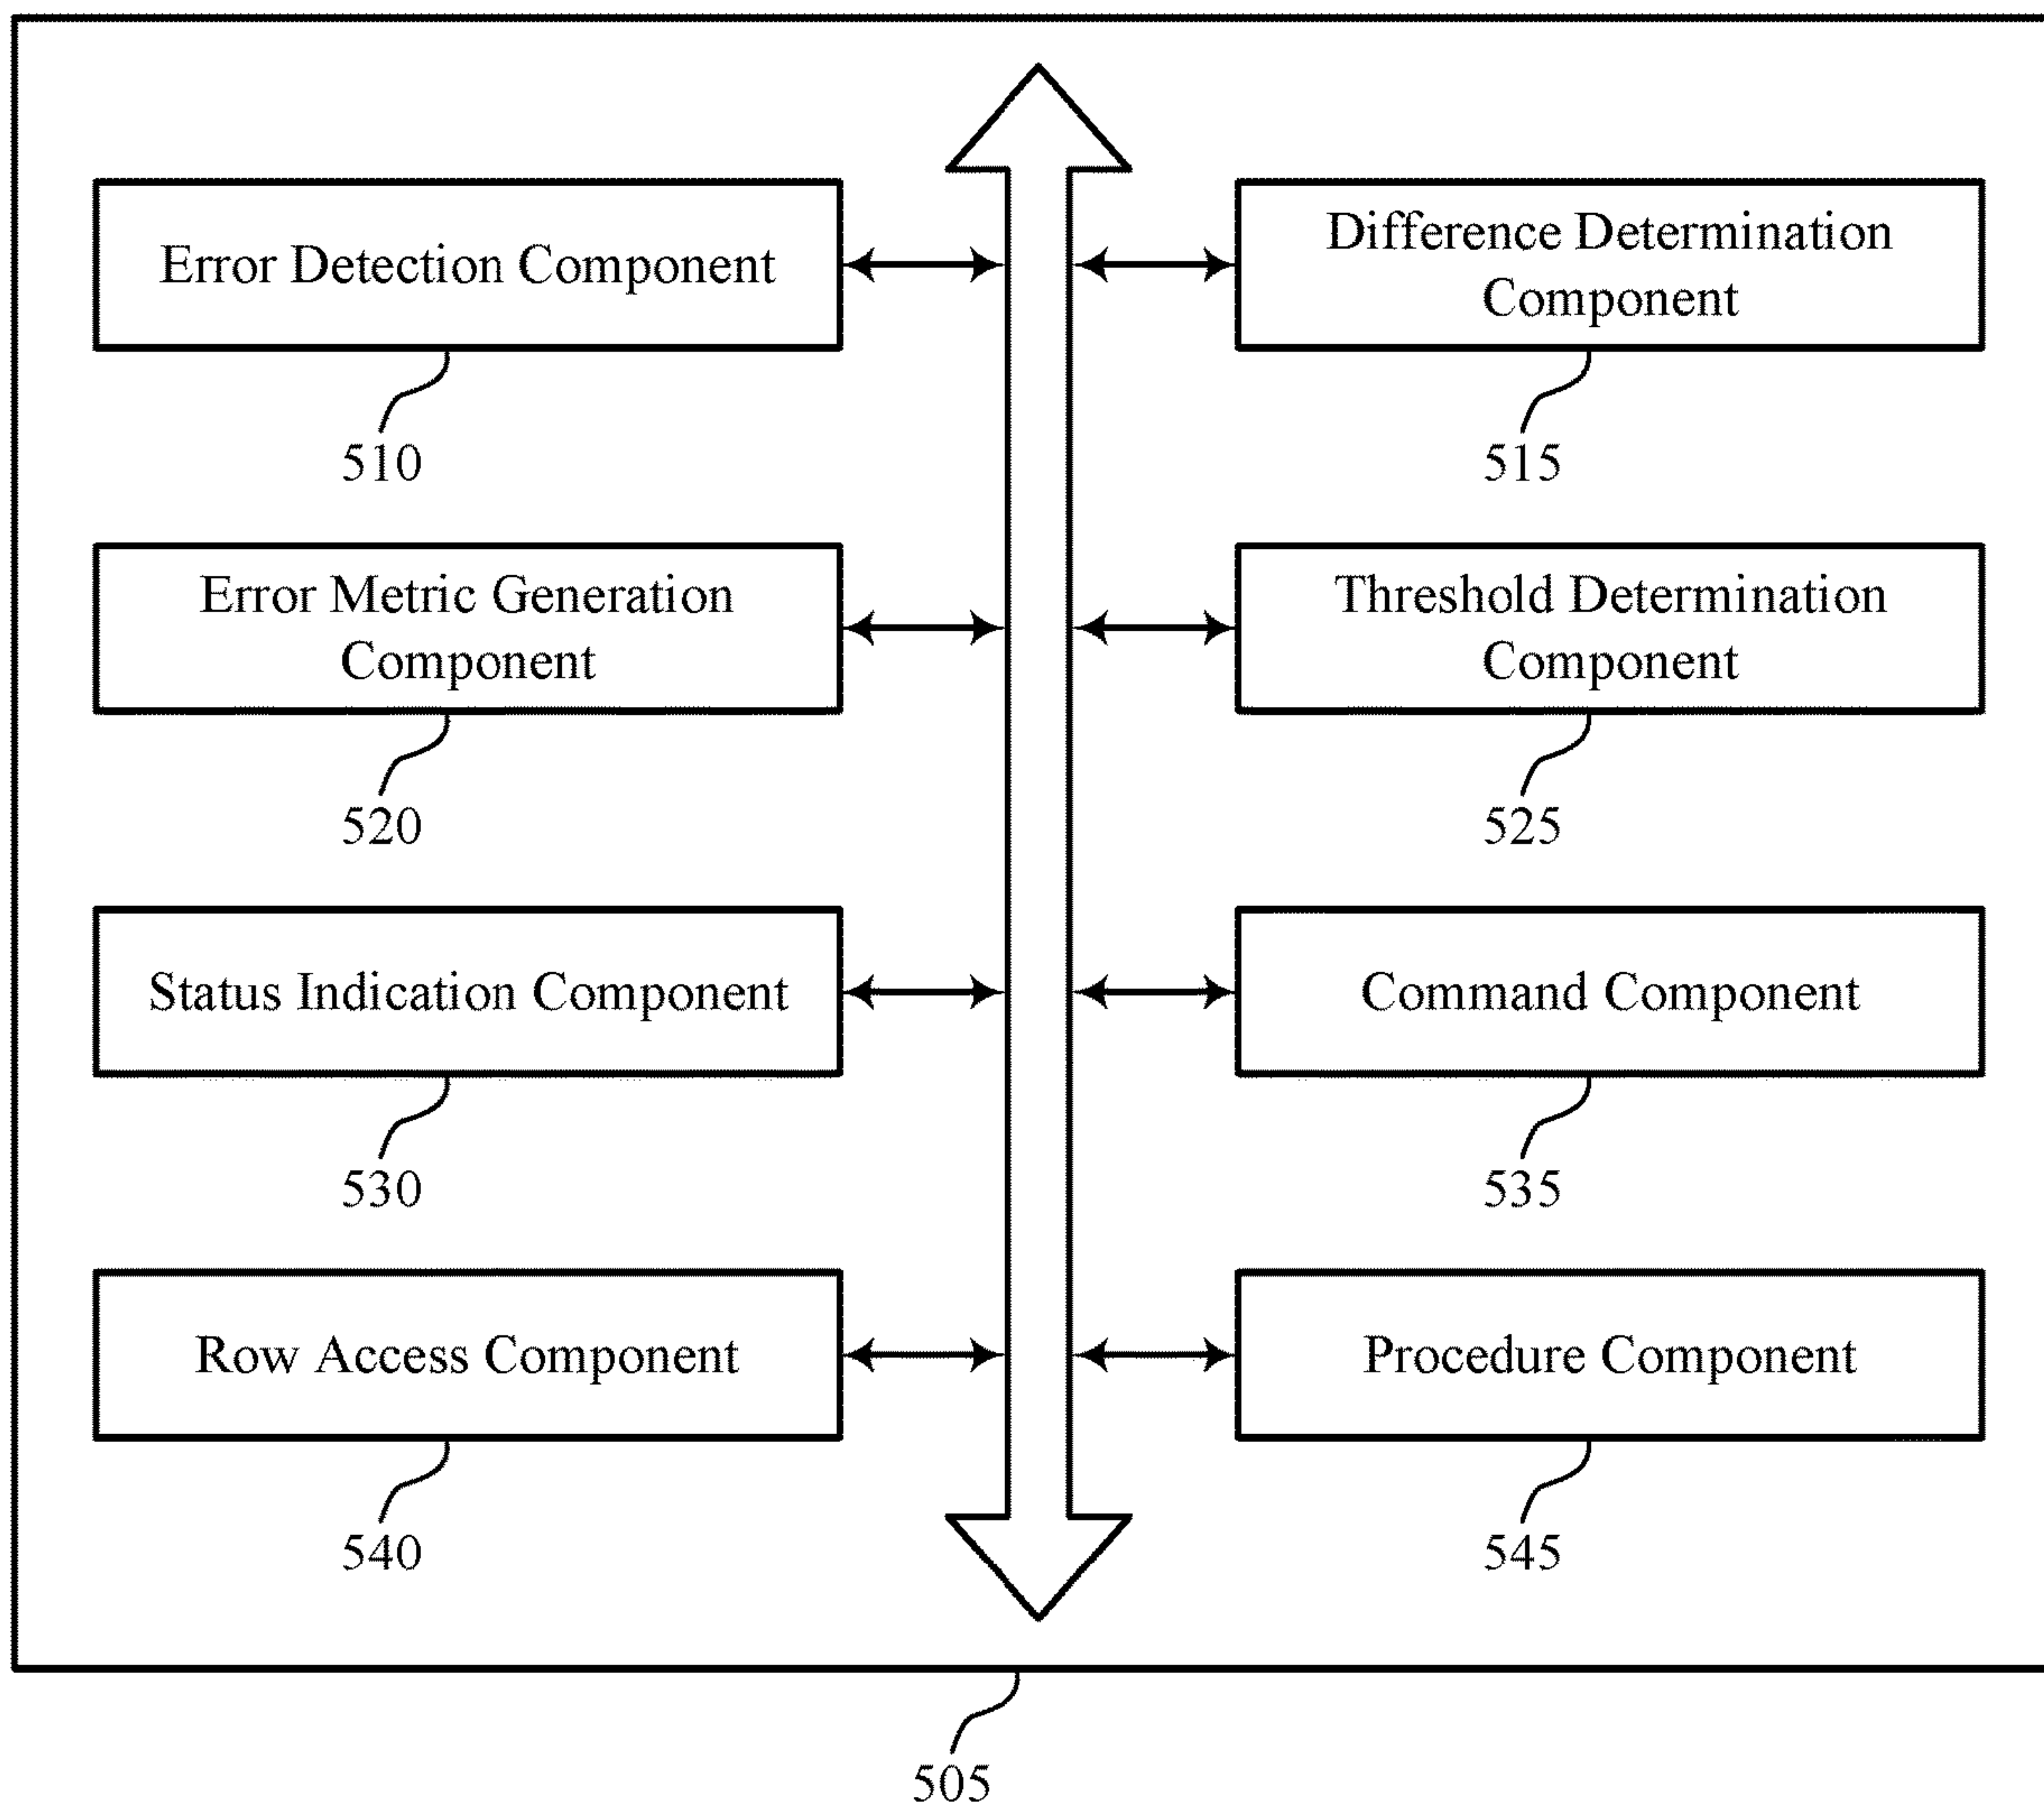 Error Detection Component
510
Difference Determination
Component
515
Error Metric Generation
Component
520
Threshold Determination
Component
525
Status Indication Component
530
Command Component
535
Row Access Component
540
Procedure Component
545
505